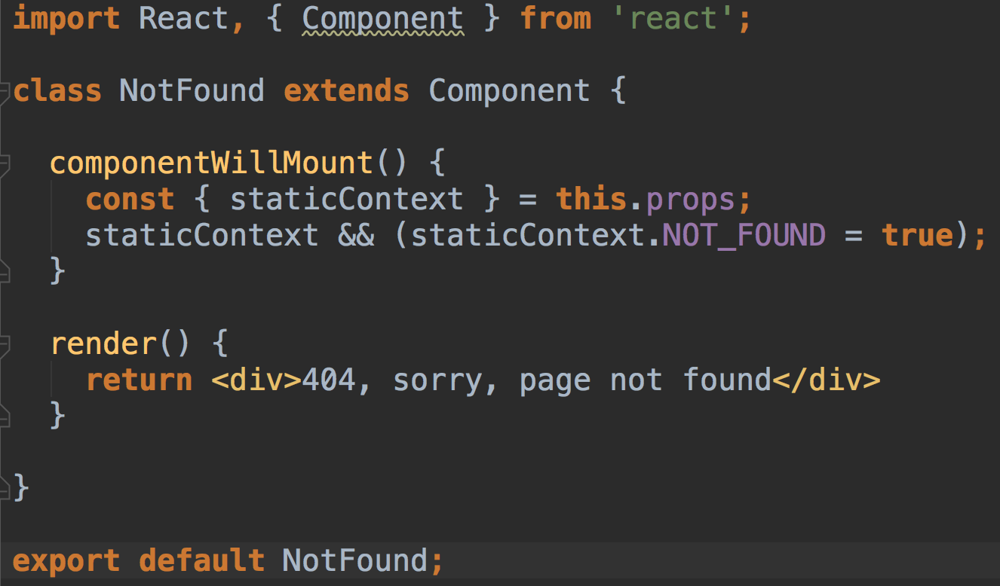 import React, { Component } from 'react';
class NotFound extends Component {
componentWillMount() {
const { staticContext } = this.props;
staticContext && (staticContext.NOT_FOUND = true);
}
render() {
return <div>404, sorry, page not found</div>
}
}
export default NotFound;